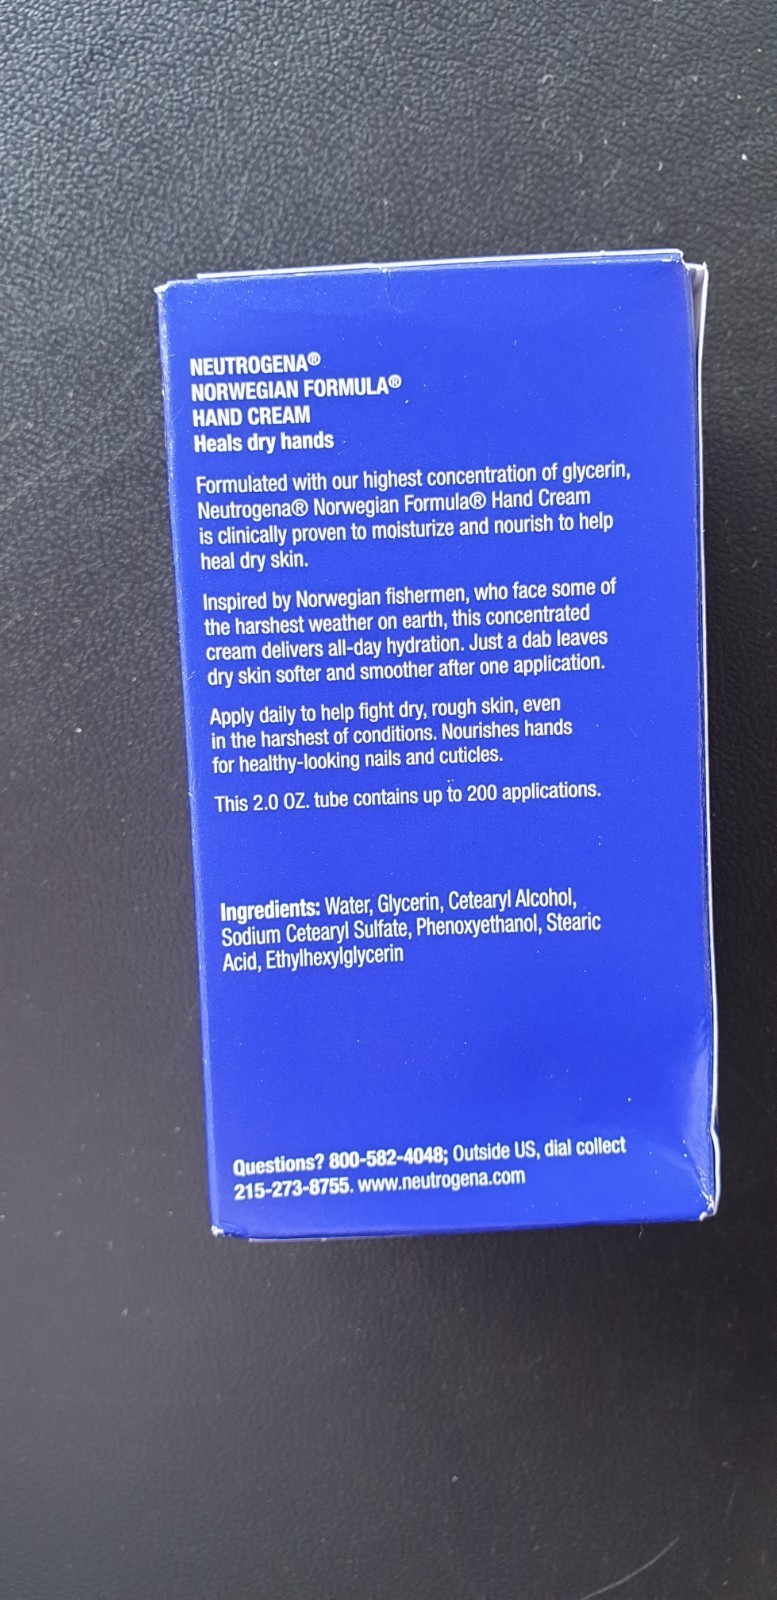 NEUTROGENA®
NORWEGIAN FORMULA®
HAND CREAM
Heals dry hands
Formulated with our highest concentration of glycerin,
Neutrogena® Norwegian Formula® Hand Cream
is clinically proven to moisturize and nourish to help
heal dry skin.
Inspired by Norwegian fishermen, who face some of
the harshest weather on earth, this concentrated
cream delivers all-day hydration. Just a dab leaves
dry skin softer and smoother after one application.
Apply daily to help fight dry, rough skin, even
in the harshest of conditions. Nourishes hands
for healthy-looking nails and cuticles.
This 2.0 OZ. tube contains up to 200 applications.
Ingredients: Water, Glycerin, Cetearyl Alcohol,
Sodium Cetearyl Sulfate, Phenoxyethanol, Stearic
Acid, Ethylhexylglycerin
Questions? 800-582-4048; Outside US, dial collect
215-273-8755. www.neutrogena.com